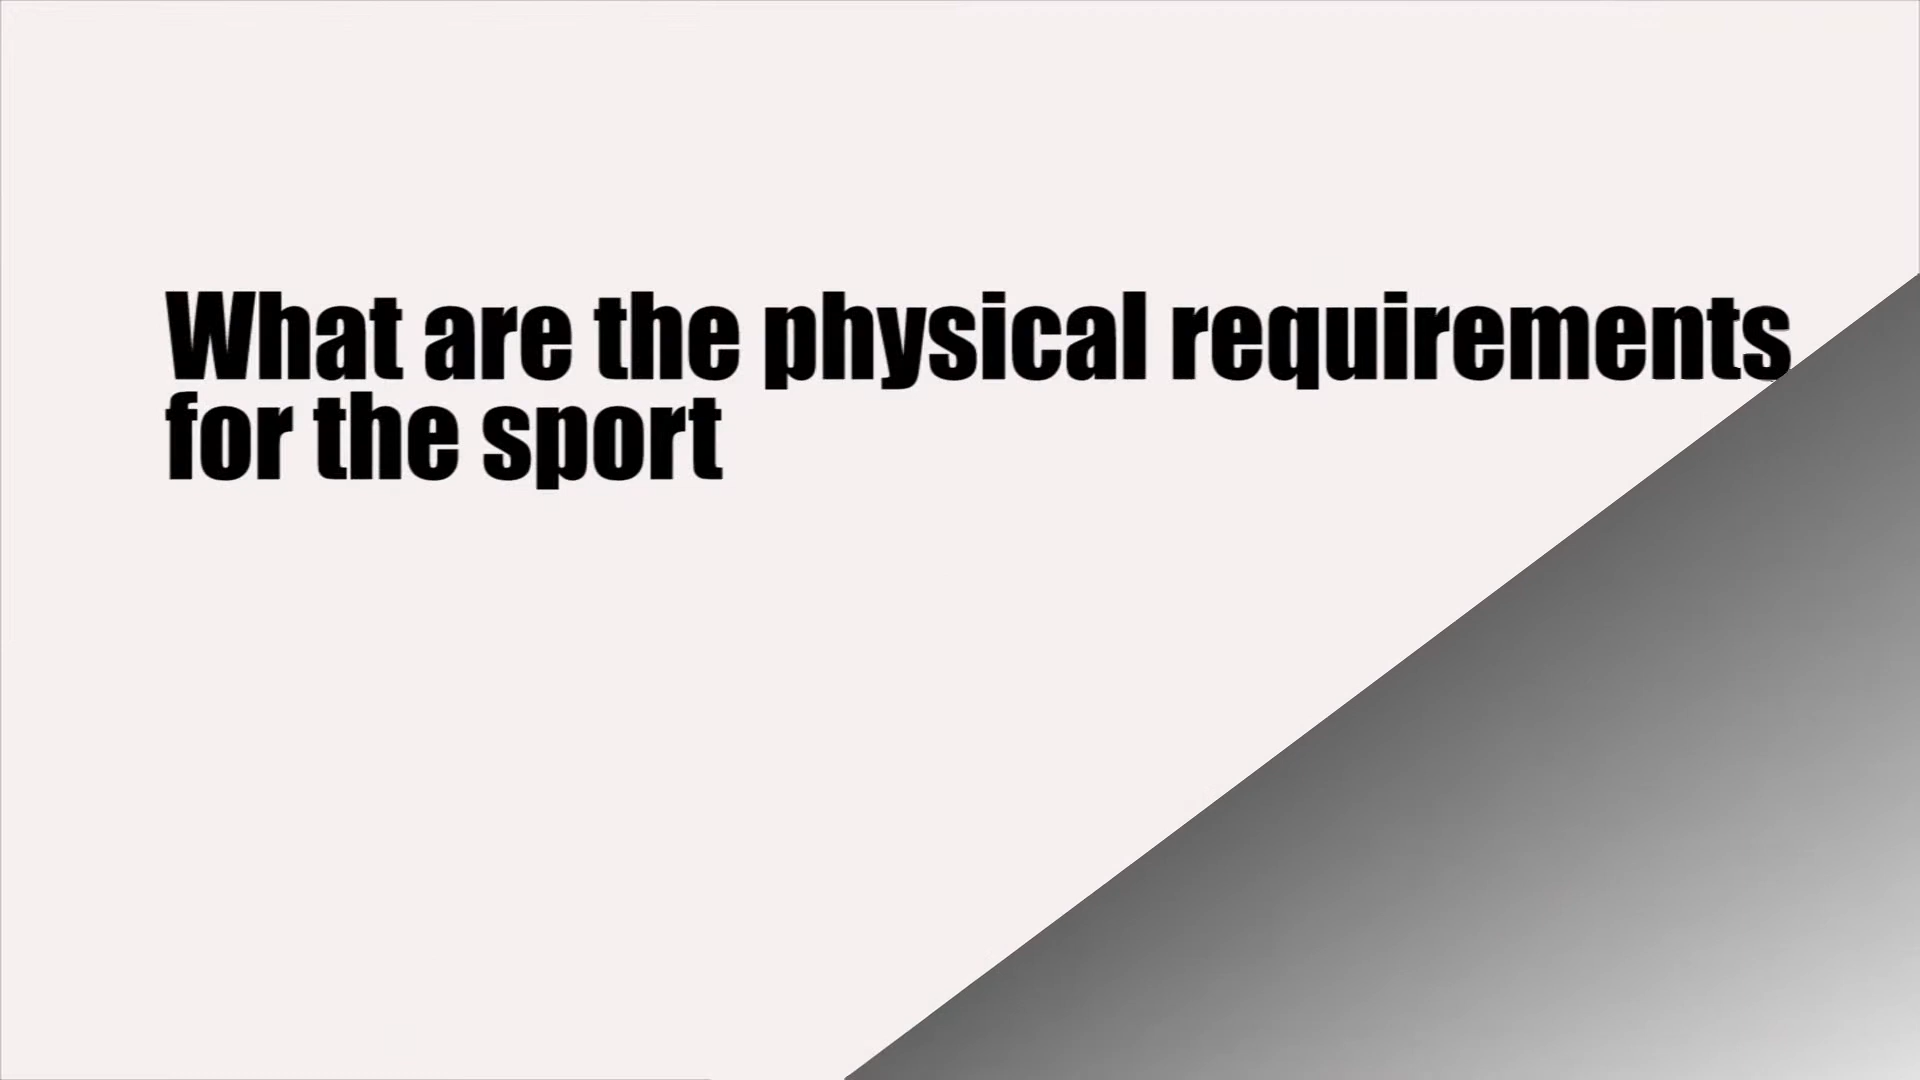 What are the physical requirements
for the sport